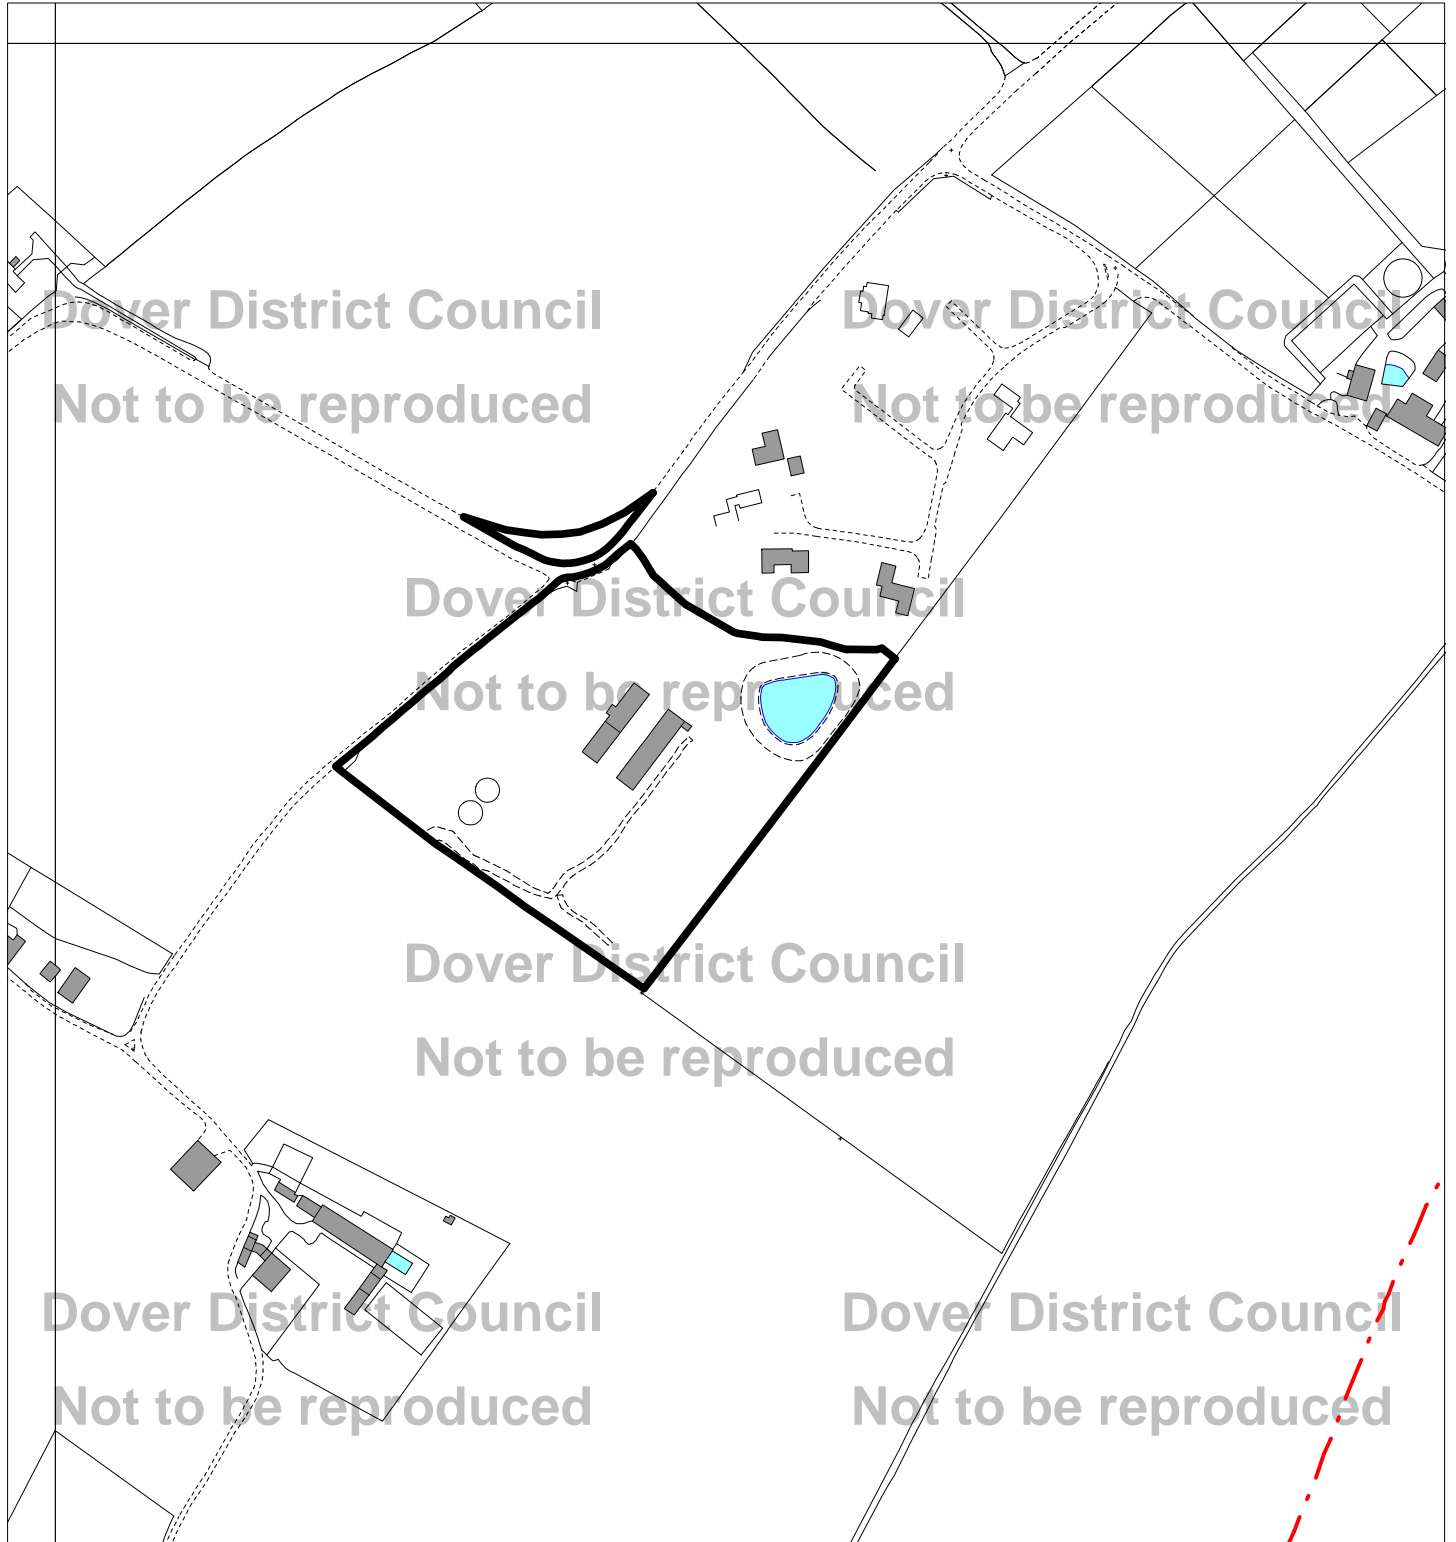 Dover District Council Dover District Council
Not to be reproduced Not to be reproduced
Dover District Council
Not to be reproduced
Dover District Council
Not to be reproduced
Dover District Council Dover District Council
Not to be reproduced Not to be reproduced